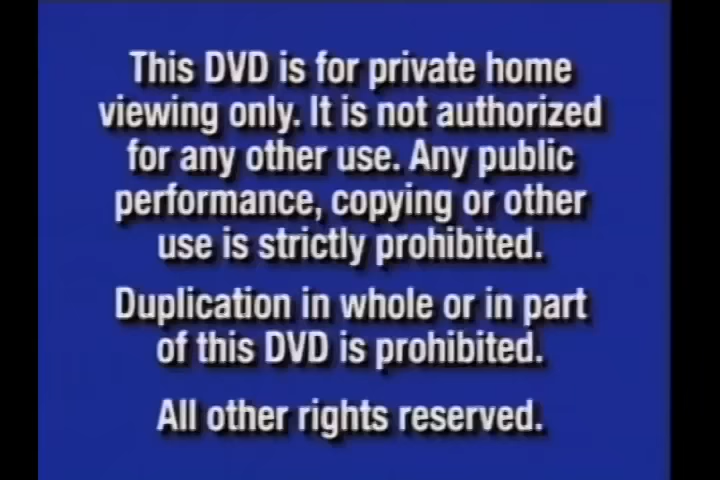 This DVD is for private home
viewing only. It is not authorized
for any other use. Any public
performance, copying or other
use is strictly prohibited.
Duplication in whole or in part
of this DVD is prohibited.
All other rights reserved.